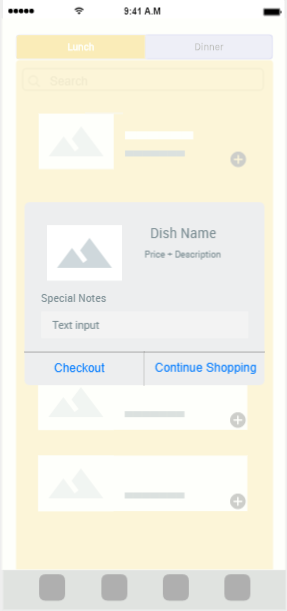 9:41 A.M
Lunch
Dinner
Search
Dish Name
Price + Description
Special Notes
Text input
Checkout
Continue Shopping